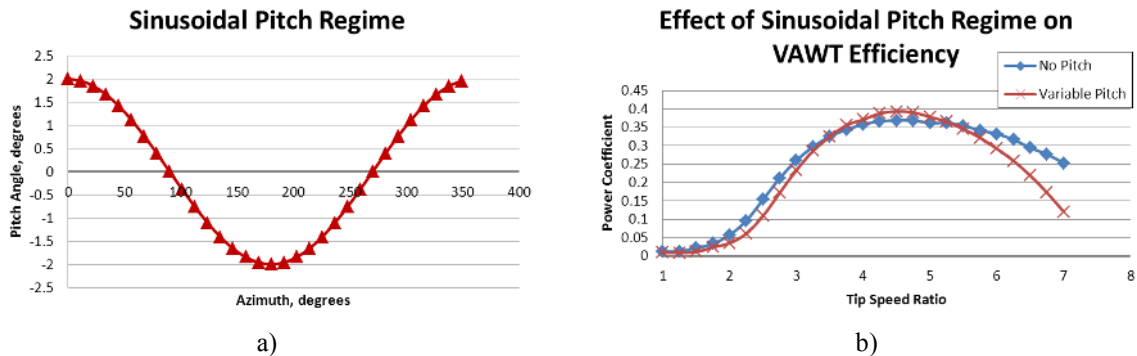 Sinusoidal Pitch Regime
2.5
2
1.5
1
0.5
0
-0.5
-1
-1.5
-2
-2.5
0 50 100 150 200 250 300 350 400
Pitch Angle, degrees
Azimuth, degrees
a)
Effect of Sinusoidal Pitch Regime on
VAWT Efficiency
No Pitch
Variable Pitch
0.45
0.4
0.35
0.3
0.25
0.2
0.15
0.1
0.05
0
1 2 3 4 5 6 7 8
Power Coefficient
Tip Speed Ratio
b)